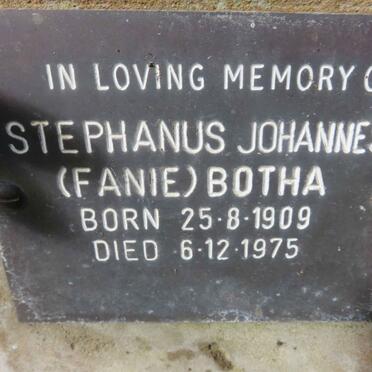 IN LOVING MEMORY O
STEPHANUS JOHANNES
(FANIE) BOTHA
BORN 25·8·1909
DIED 6·12·1975